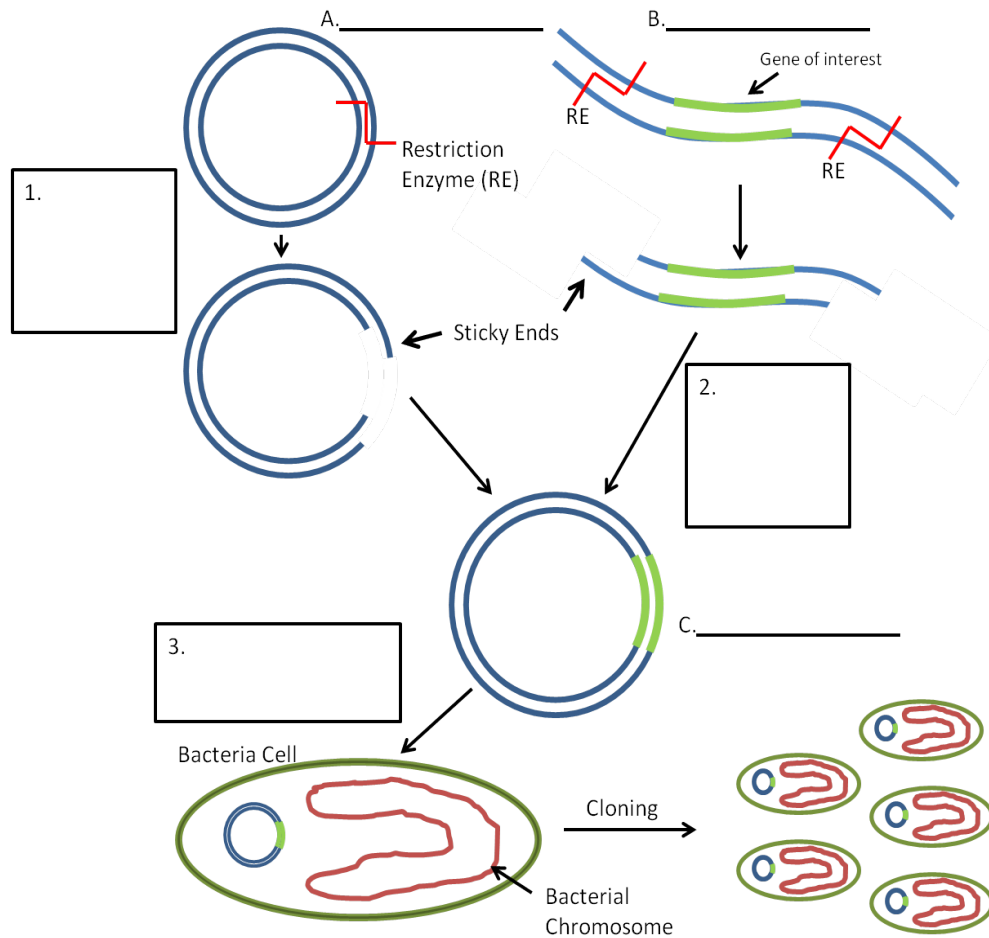 A.
B.
Gene of interest
RE
Restriction
Enzyme (RE)
RE
1.
Sticky Ends
2.
C.
3.
Bacteria Cell
Cloning
Bacterial
Chromosome